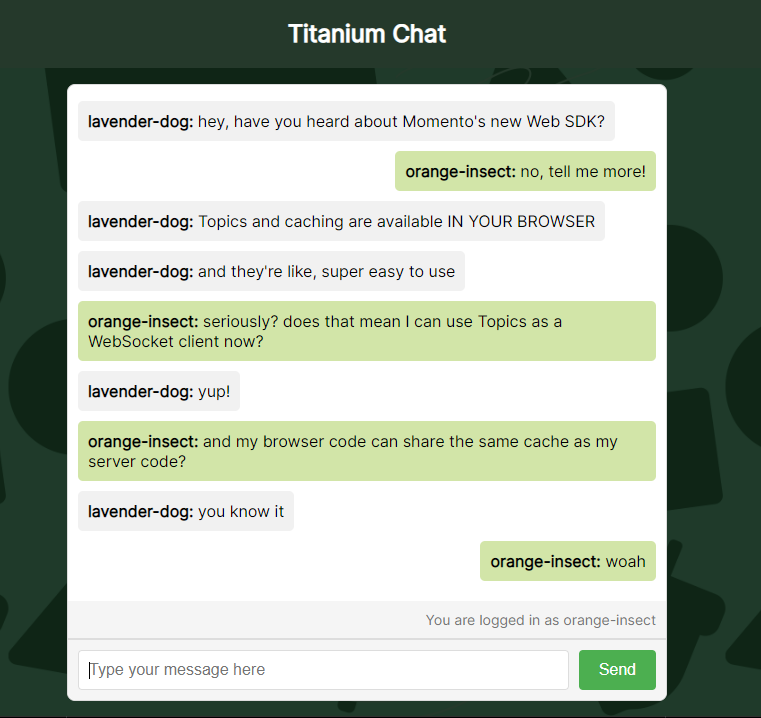 Titanium Chat
lavender-dog: hey, have you heard about Momento's new Web SDK?
orange-insect: no, tell me more!
lavender-dog: Topics and caching are available IN YOUR BROWSER
lavender-dog: and they're like, super easy to use
orange-insect: seriously? does that mean I can use Topics as a
WebSocket client now?
lavender-dog: yup!
orange-insect: and my browser code can share the same cache as my
server code?
lavender-dog: you know it
orange-insect: woah
You are logged in as orange-insect
Type your message here
Send